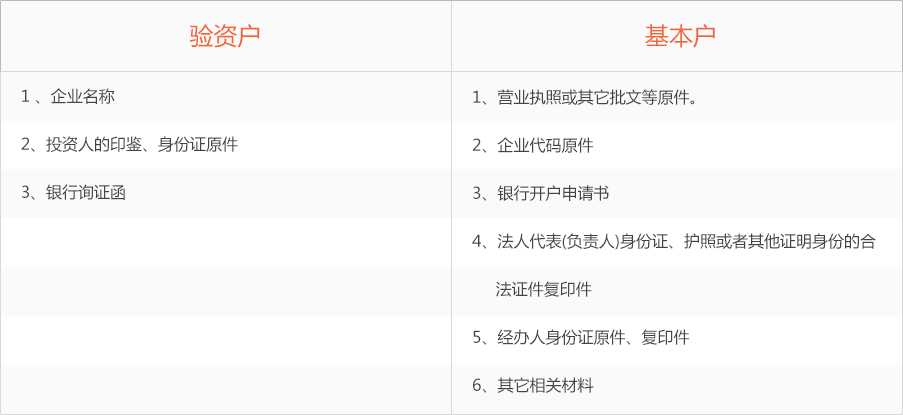 验资户
基本户
1 、企业名称
1、营业执照或其它批文等原件。
2、投资人的印鉴、身份证原件
2、企业代码原件
3、银行询证函
3、银行开户申请书
4、法人代表(负责人)身份证、护照或者其他证明身份的合
法证件复印件
5、经办人身份证原件、复印件
6、其它相关材料